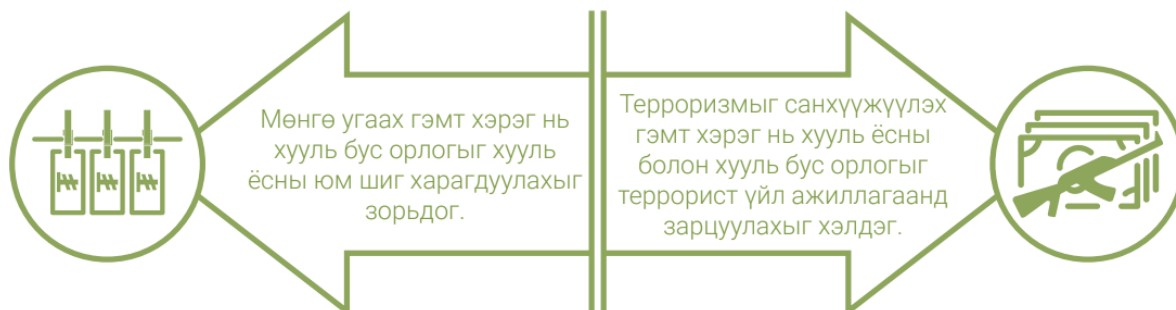 Мөнгө угаах гэмт хэрэг нь
хууль бус орлогыг хууль
ёсны юм шиг харагдуулахыг
зорьдог.
Терроризмыг санхүүжүүлэх
гэмт хэрэг нь хууль ёсны
болон хууль бус орлогыг
террорист үйл ажиллагаанд
зарцуулахыг хэлдэг.